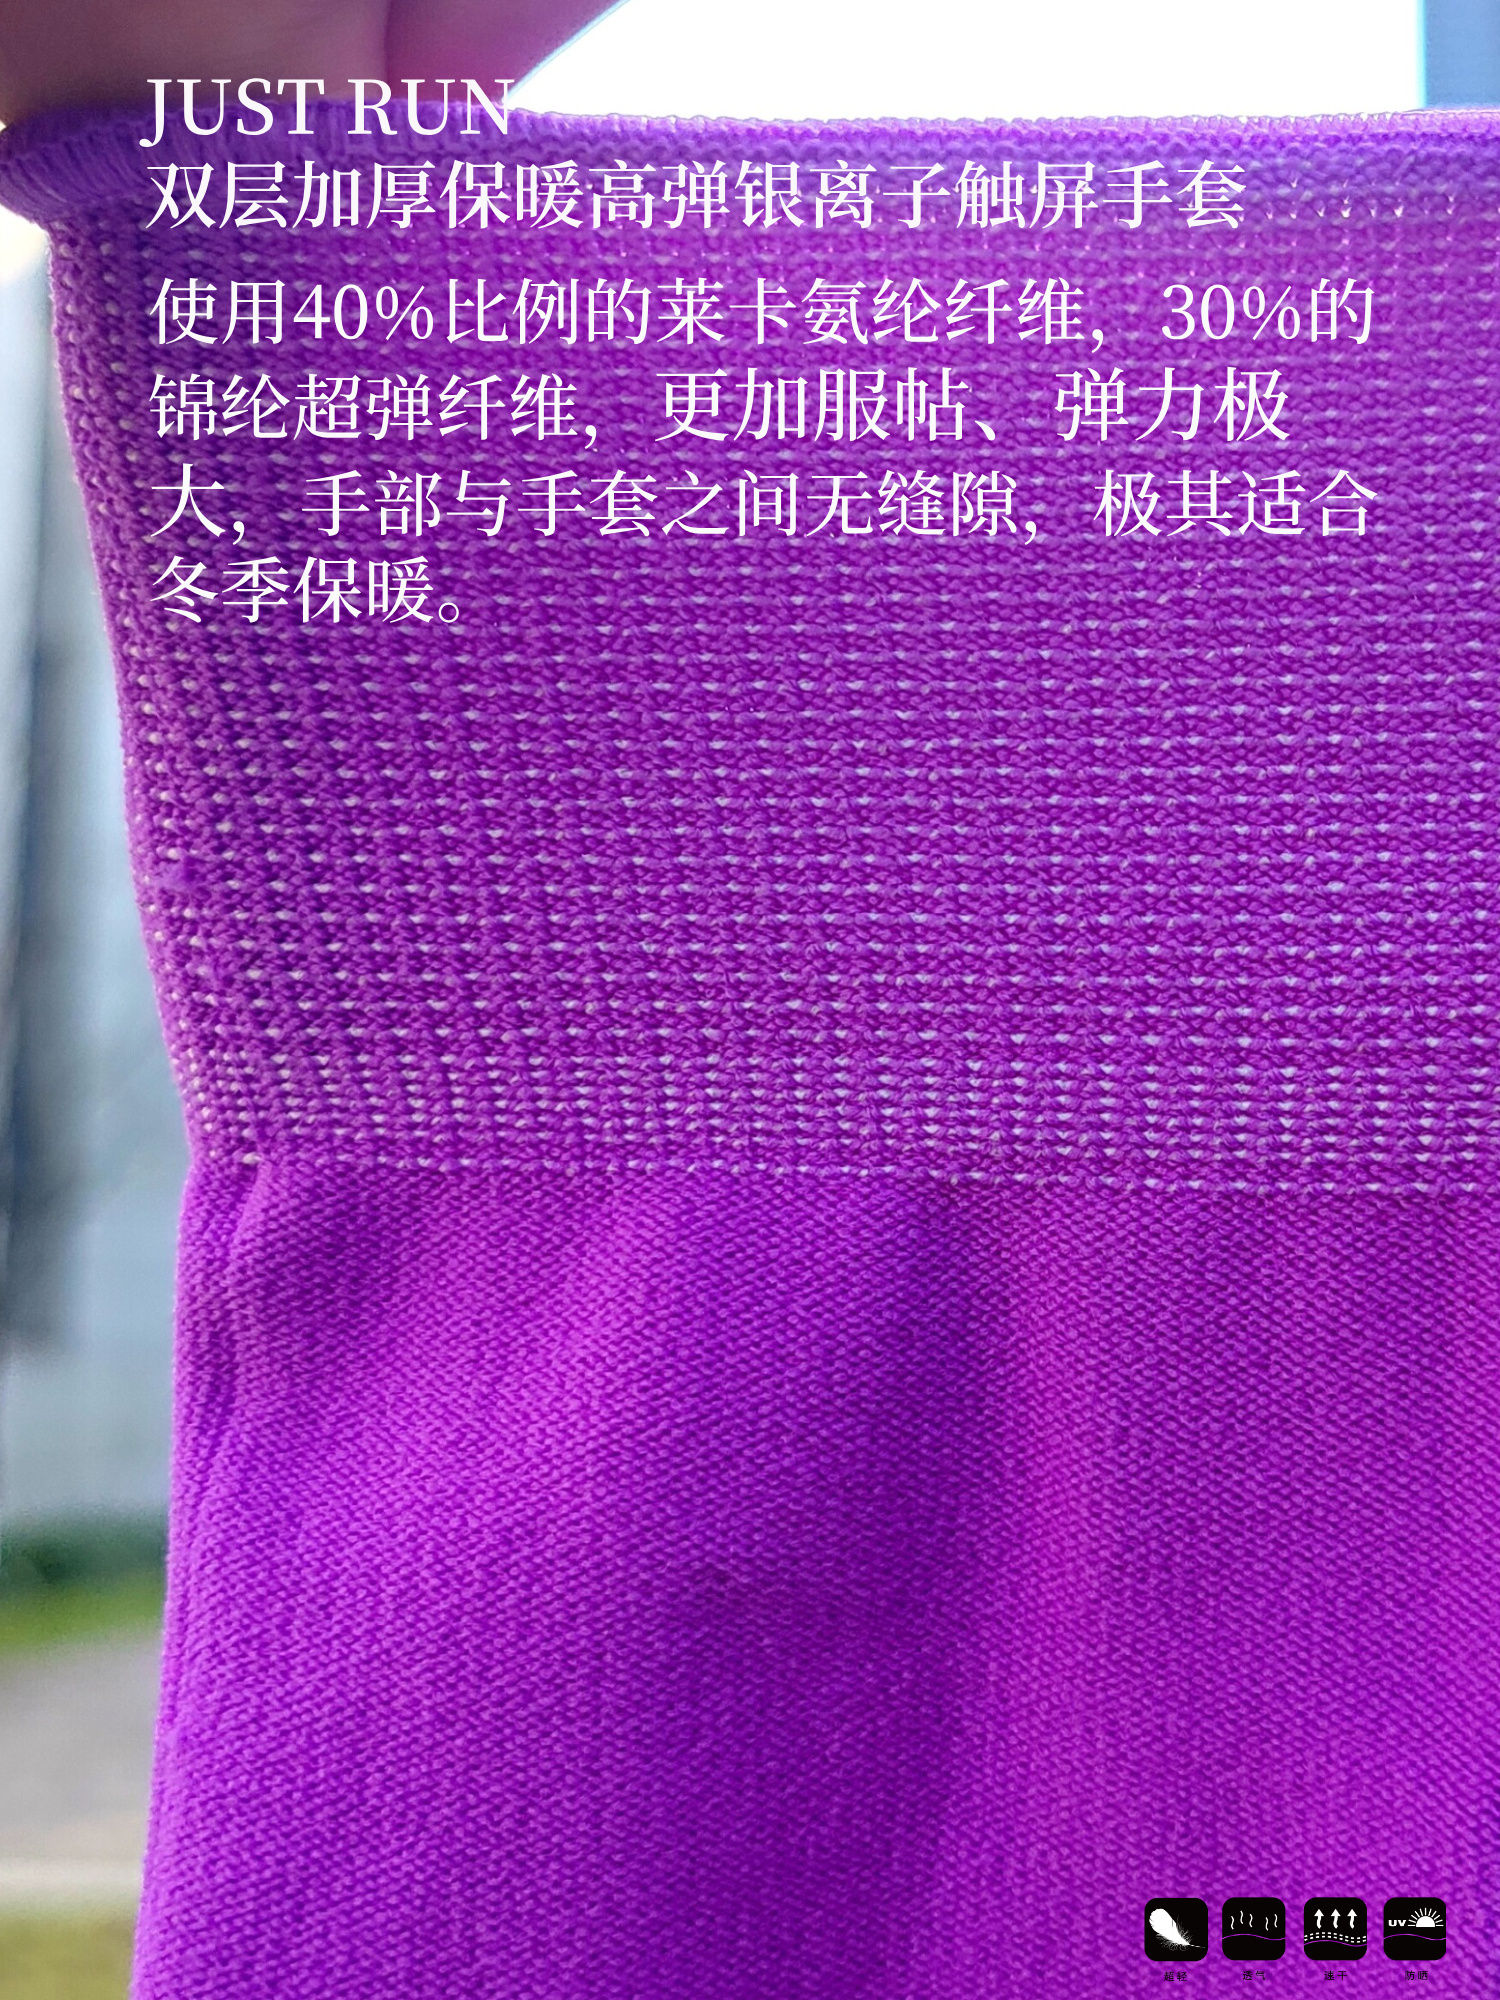 JUST RUN
双层加厚保暖高弹银离子触屏手套
使用40%比例的莱卡氨纶纤维，30%的
锦纶超弹纤维，更加服帖、弹力极
大，手部与手套之间无缝隙，极其适合
冬季保暖。
UV
超轻 透气 速干 防晒